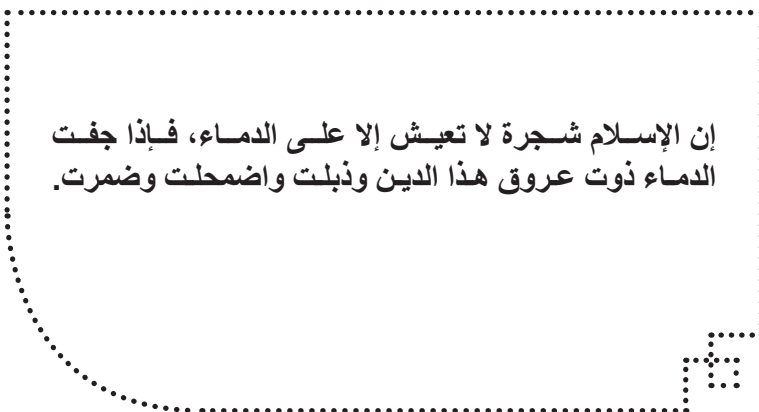 إن الإسلام شجرة لا تعيش إلا على الدماء، فإذا جفت
الدماء ذوت عروق هذا الدين وذبلت واضمحلت وضمرت.